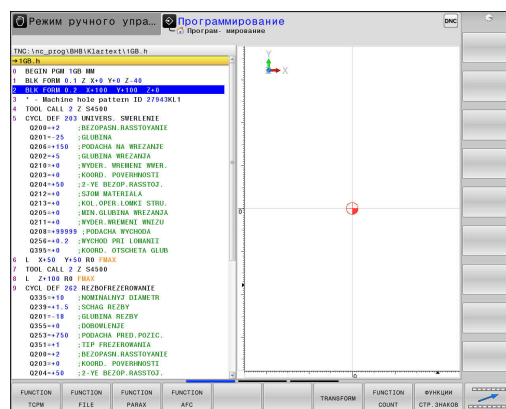 Режим ручного упра...
Программирование
Програм- мирование
DNC
TNC:\nc_prog\BHB\Klartext\1GB.h
→1GB.h
0 BEGIN PGM 1GB MM
1 BLK FORM 0.1 Z X+0 Y+0 Z-40
2 BLK FORM 0.2 X+100 Y+100 Z+0
3 * - Machine hole pattern ID 27943KL1
4 TOOL CALL 2 Z S4500
5 CYCL DEF 203 UNIVERS. SWERLENIE
Q200=+2 ;BEZOPASN.RASSTOYANIE
Q201=-25 ;GLUBINA
Q206=+150 ;PODACHA NA WREZANJE
Q202=+5 ;GLUBINA WREZANJA
Q210=+0 ;WYDER. WREMENI WWER.
Q203=+0 ;KOORD. POVERHNOSTI
Q204=+50 ;2-YE BEZOP.RASSTOJ.
Q212=+0 ;SJOM MATERIALA
Q213=+0 ;KOL.OPER.LOMKI STRU.
Q205=+0 ;MIN.GLUBINA WREZANJA
Q211=+0 ;WYDER.WREMENI WNIZU
Q208=+99999 ;PODACHA WYCHODA
Q256=+0.2 ;WYCHOD PRI LOMANII
Q395=+0 ;KOORD. OTSCHETA GLUB
6 L X+50 Y+50 R0 FMAX
7 TOOL CALL 2 Z S4500
8 L Z+100 R0 FMAX
9 CYCL DEF 262 REZBOFREZEROWANIE
Q335=+10 ;NOMINALNYJ DIAMETR
Q239=+1.5 ;SCHAG REZBY
Q201=-18 ;GLUBINA REZBY
Q355=+0 ;DOBOWLENJE
Q253=+750 ;PODACHA PRED.POZIC.
Q351=+1 ;TIP FREZEROWANIA
Q200=+2 ;BEZOPASN.RASSTOYANIE
Q203=+0 ;KOORD. POVERHNOSTI
Q204=+50 ;2-YE BEZOP.RASSTOJ.
Y
X
0
0
FUNCTION TCPM
FUNCTION FILE
FUNCTION PARAX
FUNCTION AFC
TRANSFORM
FUNCTION COUNT
ФУНКЦИИ СТР.ЗНАКОВ